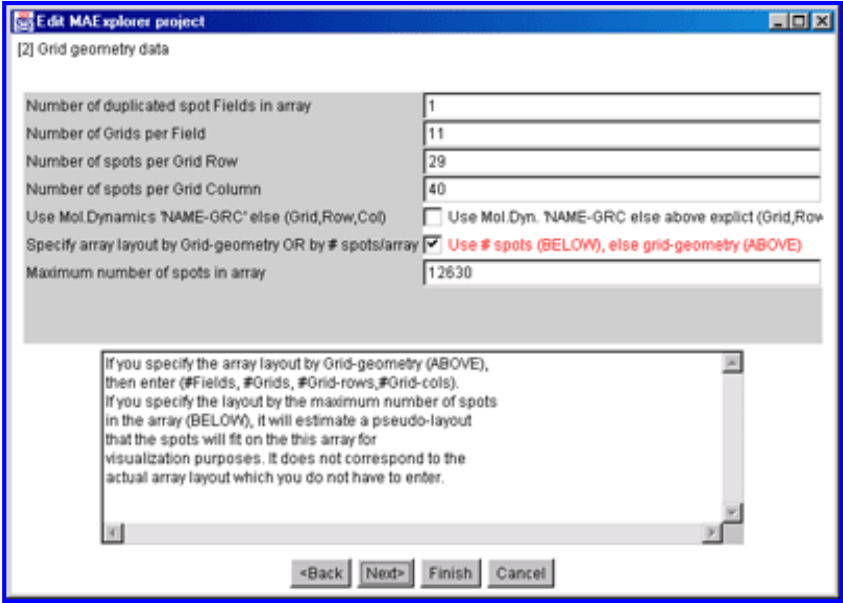 Edit MAExplorer project
[2] Grid geometry data
Number of duplicated spot Fields in array 1
Number of Grids per Field 11
Number of spots per Grid Row 29
Number of spots per Grid Column 40
Use Mol.Dynamics 'NAME-GRC' else (Grid,Row,Col) Use Mol.Dyn. 'NAME-GRC else above explict (Grid,Row
Specify array layout by Grid-geometry OR by # spots/array Use # spots (BELOW), else grid-geometry (ABOVE)
Maximum number of spots in array 12630
If you specify the array layout by Grid-geometry (ABOVE),
then enter (#Fields, #Grids, #Grid-rows,#Grid-cols).
If you specify the layout by the maximum number of spots
in the array (BELOW), it will estimate a pseudo-layout
that the spots will fit on the this array for
visualization purposes. It does not correspond to the
actual array layout which you do not have to enter.
<Back Next> Finish Cancel